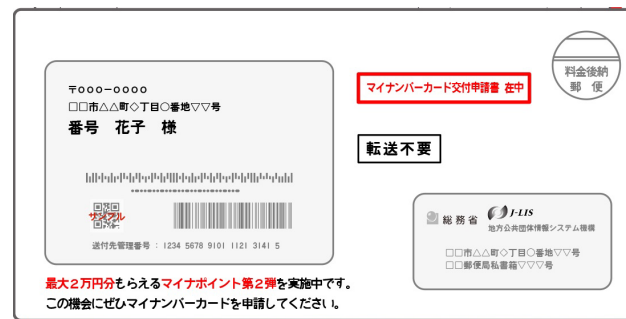 〒000-0000
□□市△△町◇丁目○番地▽▽号
番号 花子 様
サンプル
送付先管理番号 : 1234 5678 9101 1121 3141 5
最大2万円分もらえるマイナポイント第2弾を実施中です。
この機会にぜひマイナンバーカードを申請してください。
マイナンバーカード交付申請書 在中
料金後納
郵 便
転送不要
総務省 J-LIS
地方公共団体情報システム機構
□□市△△町◇丁目○番地▽▽号
□□郵便局私書箱▽▽▽号